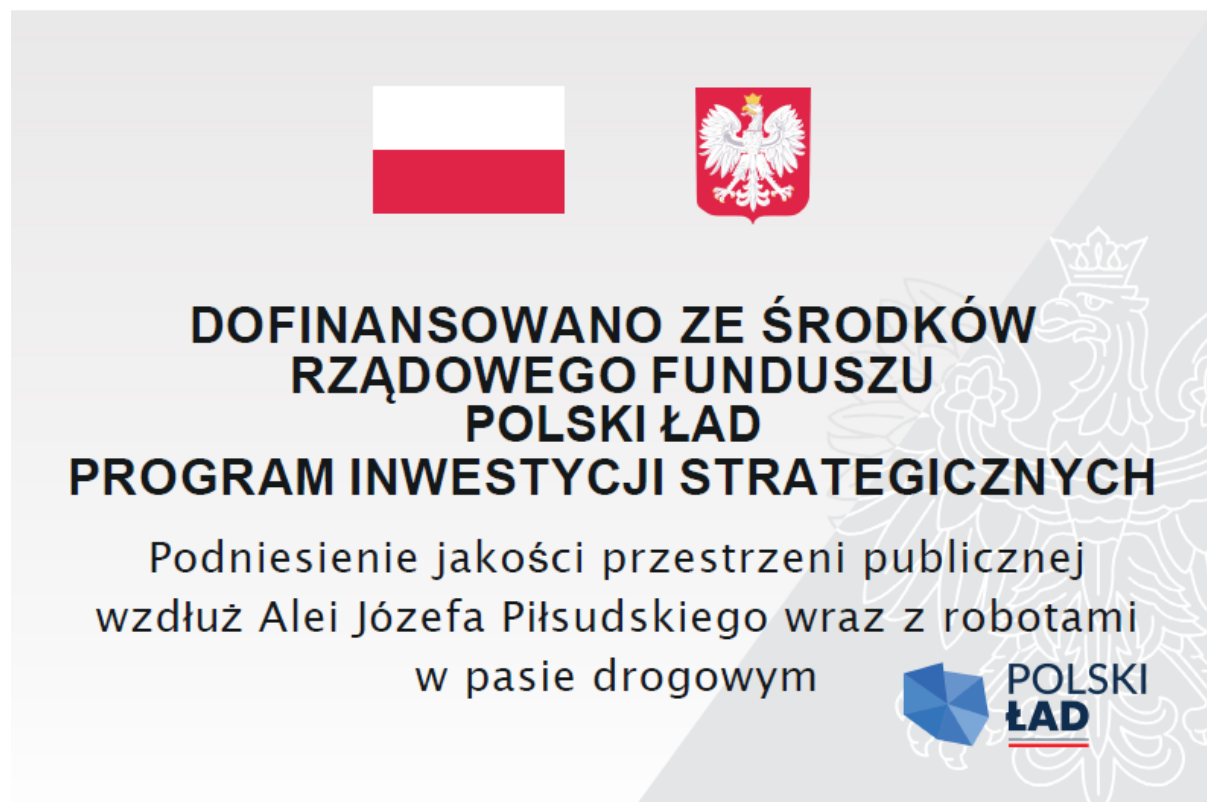 DOFINANSOWANO ZE ŚRODKÓW
RZĄDOWEGO FUNDUSZU
POLSKI ŁAD
PROGRAM INWESTYCJI STRATEGICZNYCH
Podniesienie jakości przestrzeni publicznej
wzdłuż Alei Józefa Piłsudskiego wraz z robotami
w pasie drogowym
POLSKI
ŁAD